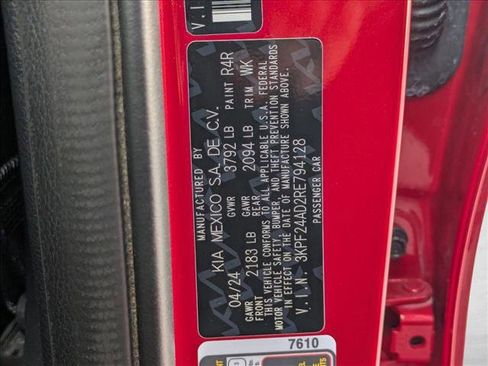 V.I
MANUFACTURED BY
KIA MEXICO S.A. DE C.V.
04/24 GVWR 3792 LB PAINT R4R
GAWR FRONT 2183 LB GAWR REAR 2094 LB TRIM WK
THIS VEHICLE CONFORMS TO ALL APPLICABLE U.S.A. FEDERAL
MOTOR VEHICLE SAFETY, BUMPER, AND THEFT PREVENTION STANDARDS
IN EFFECT ON THE DATE OF MANUFACTURE SHOWN ABOVE.
V.I.N 3KPF24AD2RE794128
PASSENGER CAR
7610